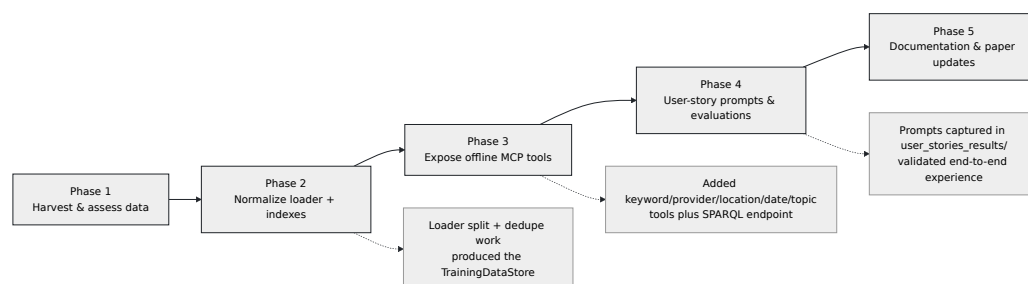 Phase 1
Harvest & assess data
Phase 2
Normalize loader +
indexes
Loader split + dedupe
work
produced the
TrainingDataStore
Phase 3
Expose offline MCP tools
Added
keyword/provider/location/date/topic
tools plus SPARQL endpoint
Phase 4
User-story prompts &
evaluations
Prompts captured in
user_stories_results/
validated end-to-end
experience
Phase 5
Documentation & paper
updates